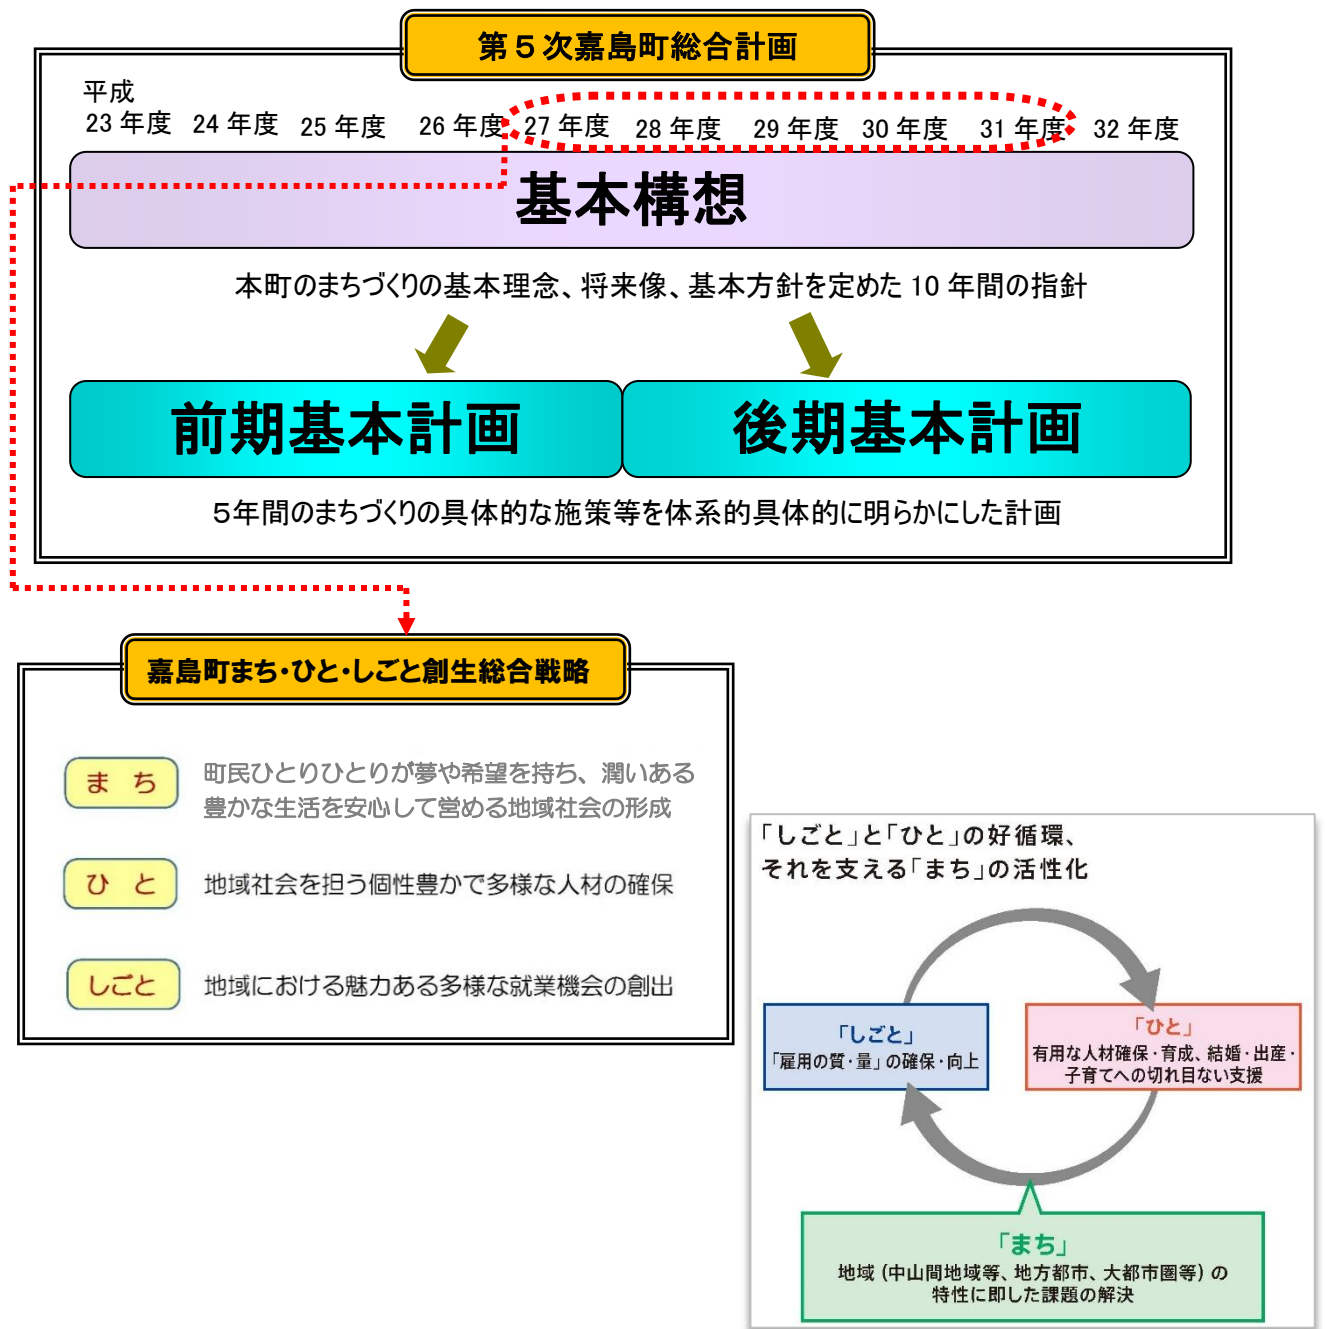 第５次嘉島町総合計画
平成
23 年度 24 年度 25 年度 26 年度 27 年度 28 年度 29 年度 30 年度 31 年度 32 年度
基本構想
本町のまちづくりの基本理念、将来像、基本方針を定めた 10 年間の指針
前期基本計画 後期基本計画
５年間のまちづくりの具体的な施策等を体系的具体的に明らかにした計画
嘉島町まち・ひと・しごと創生総合戦略
まち
町民ひとりひとりが夢や希望を持ち、潤いある
豊かな生活を安心して営める地域社会の形成
ひと
地域社会を担う個性豊かで多様な人材の確保
しごと
地域における魅力ある多様な就業機会の創出
「しごと」と「ひと」の好循環、
それを支える「まち」の活性化
「しごと」
「雇用の質・量」の確保・向上
「ひと」
有用な人材確保・育成、結婚・出産・
子育てへの切れ目ない支援
「まち」
地域（中山間地域等、地方都市、大都市圏等）の
特性に即した課題の解決